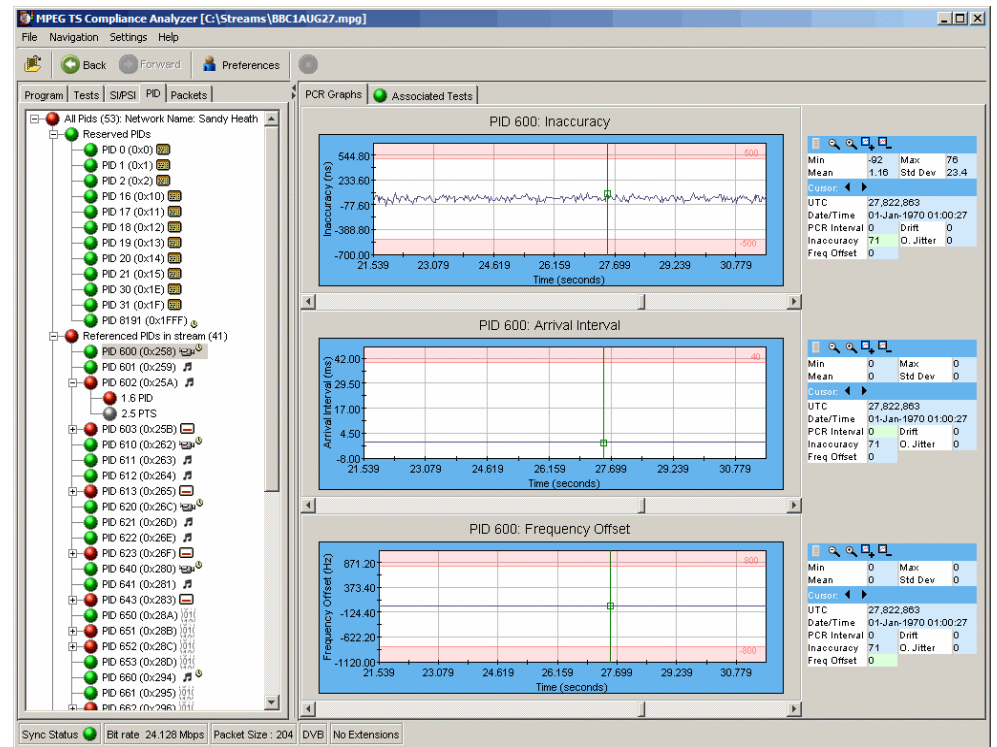 MPEG TS Compliance Analyzer [C:\Streams\BBC1AUG27.mpg]
File Navigation Settings Help
Back Forward Preferences
Program Tests SI/PSI PID Packets
All Pids (53): Network Name: Sandy Heath
Reserved PIDs
PID 0 (0x0)
PID 1 (0x1)
PID 2 (0x2)
PID 16 (0x10)
PID 17 (0x11)
PID 18 (0x12)
PID 19 (0x13)
PID 20 (0x14)
PID 21 (0x15)
PID 30 (0x1E)
PID 31 (0x1F)
PID 8191 (0x1FFF)
Referenced PIDs in stream (41)
PID 600 (0x258)
PID 601 (0x259)
PID 602 (0x25A)
1.6 PID
2.5 PTS
PID 603 (0x25B)
PID 610 (0x262)
PID 611 (0x263)
PID 612 (0x264)
PID 613 (0x265)
PID 620 (0x26C)
PID 621 (0x26D)
PID 622 (0x26E)
PID 623 (0x26F)
PID 640 (0x280)
PID 641 (0x281)
PID 643 (0x283)
PID 650 (0x28A)
PID 651 (0x28B)
PID 652 (0x28C)
PID 653 (0x28D)
PID 660 (0x294)
PID 661 (0x295)
PID 662 (0x296)
PCR Graphs Associated Tests
PID 600: Inaccuracy
Inaccuracy (ns)
544.80
233.60
-77.60
-388.80
-700.00
500
-500
21.539 23.079 24.619 26.159 27.699 29.239 30.779
Time (seconds)
Min -92 Max 76
Mean 1.16 Std Dev 23.4
Cursor:
UTC 27,822,863
Date/Time 01-Jan-1970 01:00:27
PCR Interval 0 Drift 0
Inaccuracy 71 O. Jitter 0
Freq Offset 0
PID 600: Arrival Interval
Arrival Interval (ms)
42.00
29.50
17.00
4.50
-8.00
40
21.539 23.079 24.619 26.159 27.699 29.239 30.779
Time (seconds)
Min 0 Max 0
Mean 0 Std Dev 0
Cursor:
UTC 27,822,863
Date/Time 01-Jan-1970 01:00:27
PCR Interval 0 Drift 0
Inaccuracy 71 O. Jitter 0
Freq Offset 0
PID 600: Frequency Offset
Frequency Offset (Hz)
871.20
373.40
-124.40
-622.20
-1120.00
800
-800
21.539 23.079 24.619 26.159 27.699 29.239 30.779
Time (seconds)
Min 0 Max 0
Mean 0 Std Dev 0
Cursor:
UTC 27,822,863
Date/Time 01-Jan-1970 01:00:27
PCR Interval 0 Drift 0
Inaccuracy 71 O. Jitter 0
Freq Offset 0
Sync Status Bit rate 24.128 Mbps Packet Size : 204 DVB No Extensions